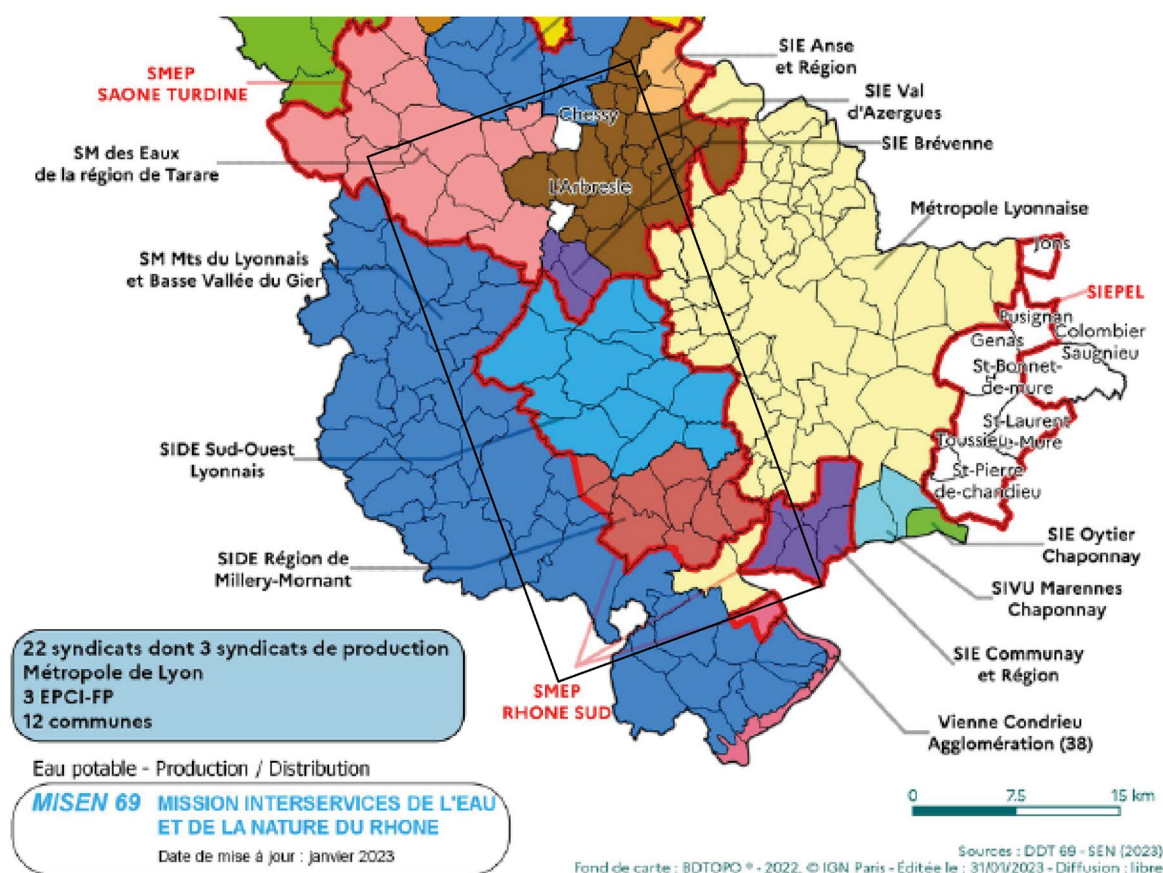 SIE Anse
et Région
SMEP
SAONE TURDINE
SIE Val
d'Azergues
Chessy
SIE Brévenne
SM des Eaux
de la région de Tarare
L'Arbresle
Métropole Lyonnaise
SM Mts du Lyonnais
et Basse Vallée du Gier
Jons
SIEPEL
Pusignan
Colombier
Saugnieu
Genas
St-Bonnet-
de-mure
St-Laurent
de-Mure
Toussieu
St-Pierre
de-chandieu
SIDE Sud-Ouest
Lyonnais
SIE Oytier
Chaponnay
SIDE Région de
Millery-Mornant
SIVU Marennes
Chaponnay
SIE Communay
et Région
SMEP
RHONE SUD
Vienne Condrieu
Agglomération (38)
22 syndicats dont 3 syndicats de production
Métropole de Lyon
3 EPCI-FP
12 communes
Eau potable - Production / Distribution
MISEN 69 MISSION INTERSERVICES DE L'EAU
ET DE LA NATURE DU RHONE
Date de mise à jour : janvier 2023
0 7.5 15 km
Sources : DDT 69 - SEN (2023)
Fond de carte : BDTOPO ® - 2022, © IGN Paris - Éditée le : 31/01/2023 - Diffusion : libre